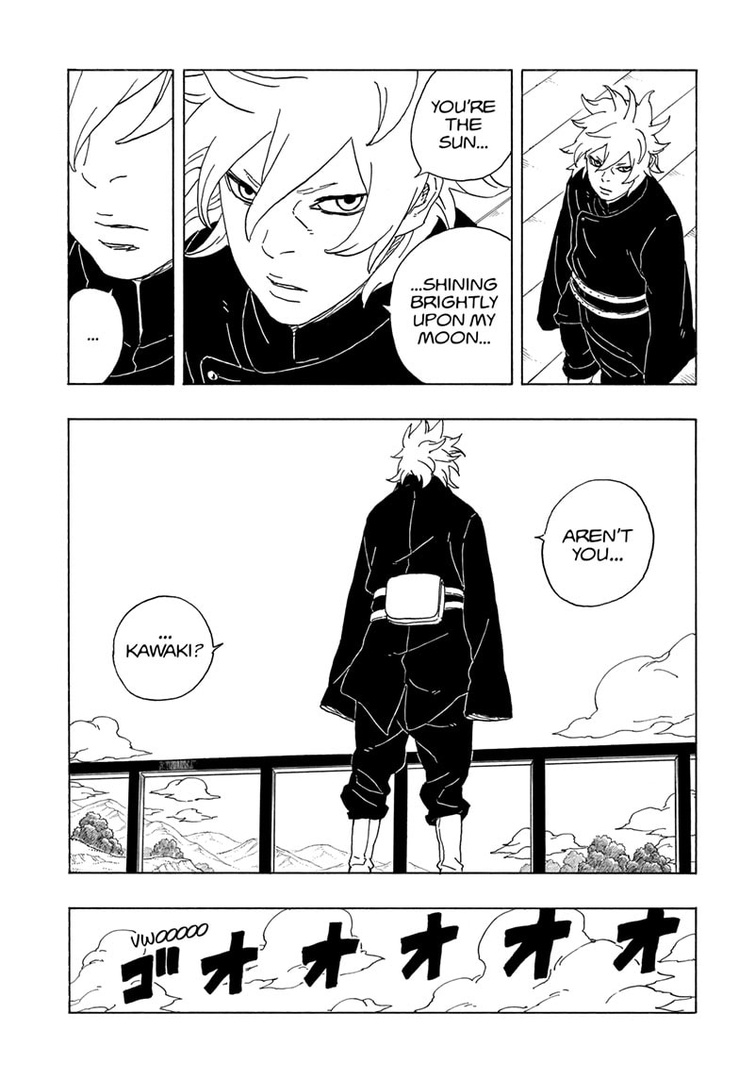 YOU'RE
THE
SUN...
...SHINING
BRIGHTLY
UPON MY
MOON...
...
AREN'T
YOU...
...
KAWAKI?
VWOOOOO
ゴオオオオオ